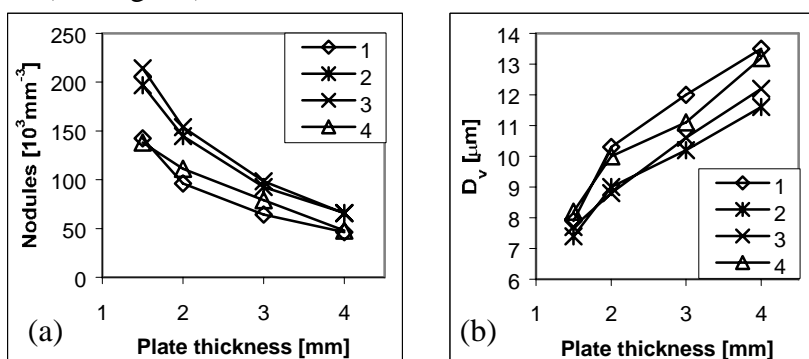 250
200
150
100
50
0
1 2 3 4
Nodules [10³mm⁻³]
Plate thickness [mm]
1
2
3
4
(a)
14
13
12
11
10
9
8
7
6
1 2 3 4
D_v [μm]
Plate thickness [mm]
1
2
3
4
(b)